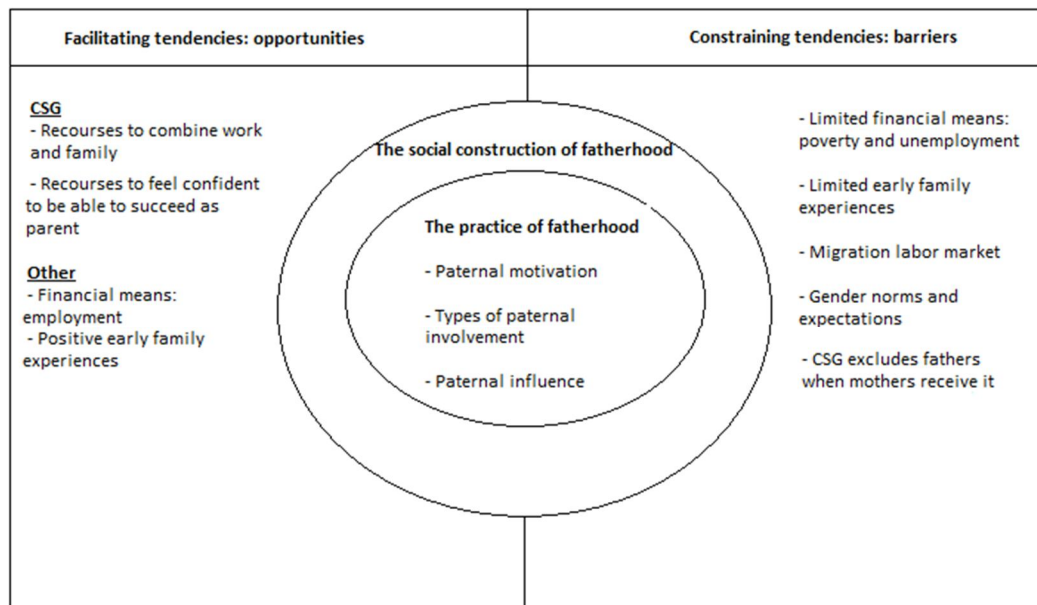 Facilitating tendencies: opportunities
Constraining tendencies: barriers
CSG
- Recourses to combine work
and family
- Recourses to feel confident
to be able to succeed as
parent
Other
- Financial means:
employment
- Positive early family
experiences
The social construction of fatherhood
The practice of fatherhood
- Paternal motivation
- Types of paternal
involvement
- Paternal influence
- Limited financial means:
poverty and unemployment
- Limited early family
experiences
- Migration labor market
- Gender norms and
expectations
- CSG excludes fathers
when mothers receive it